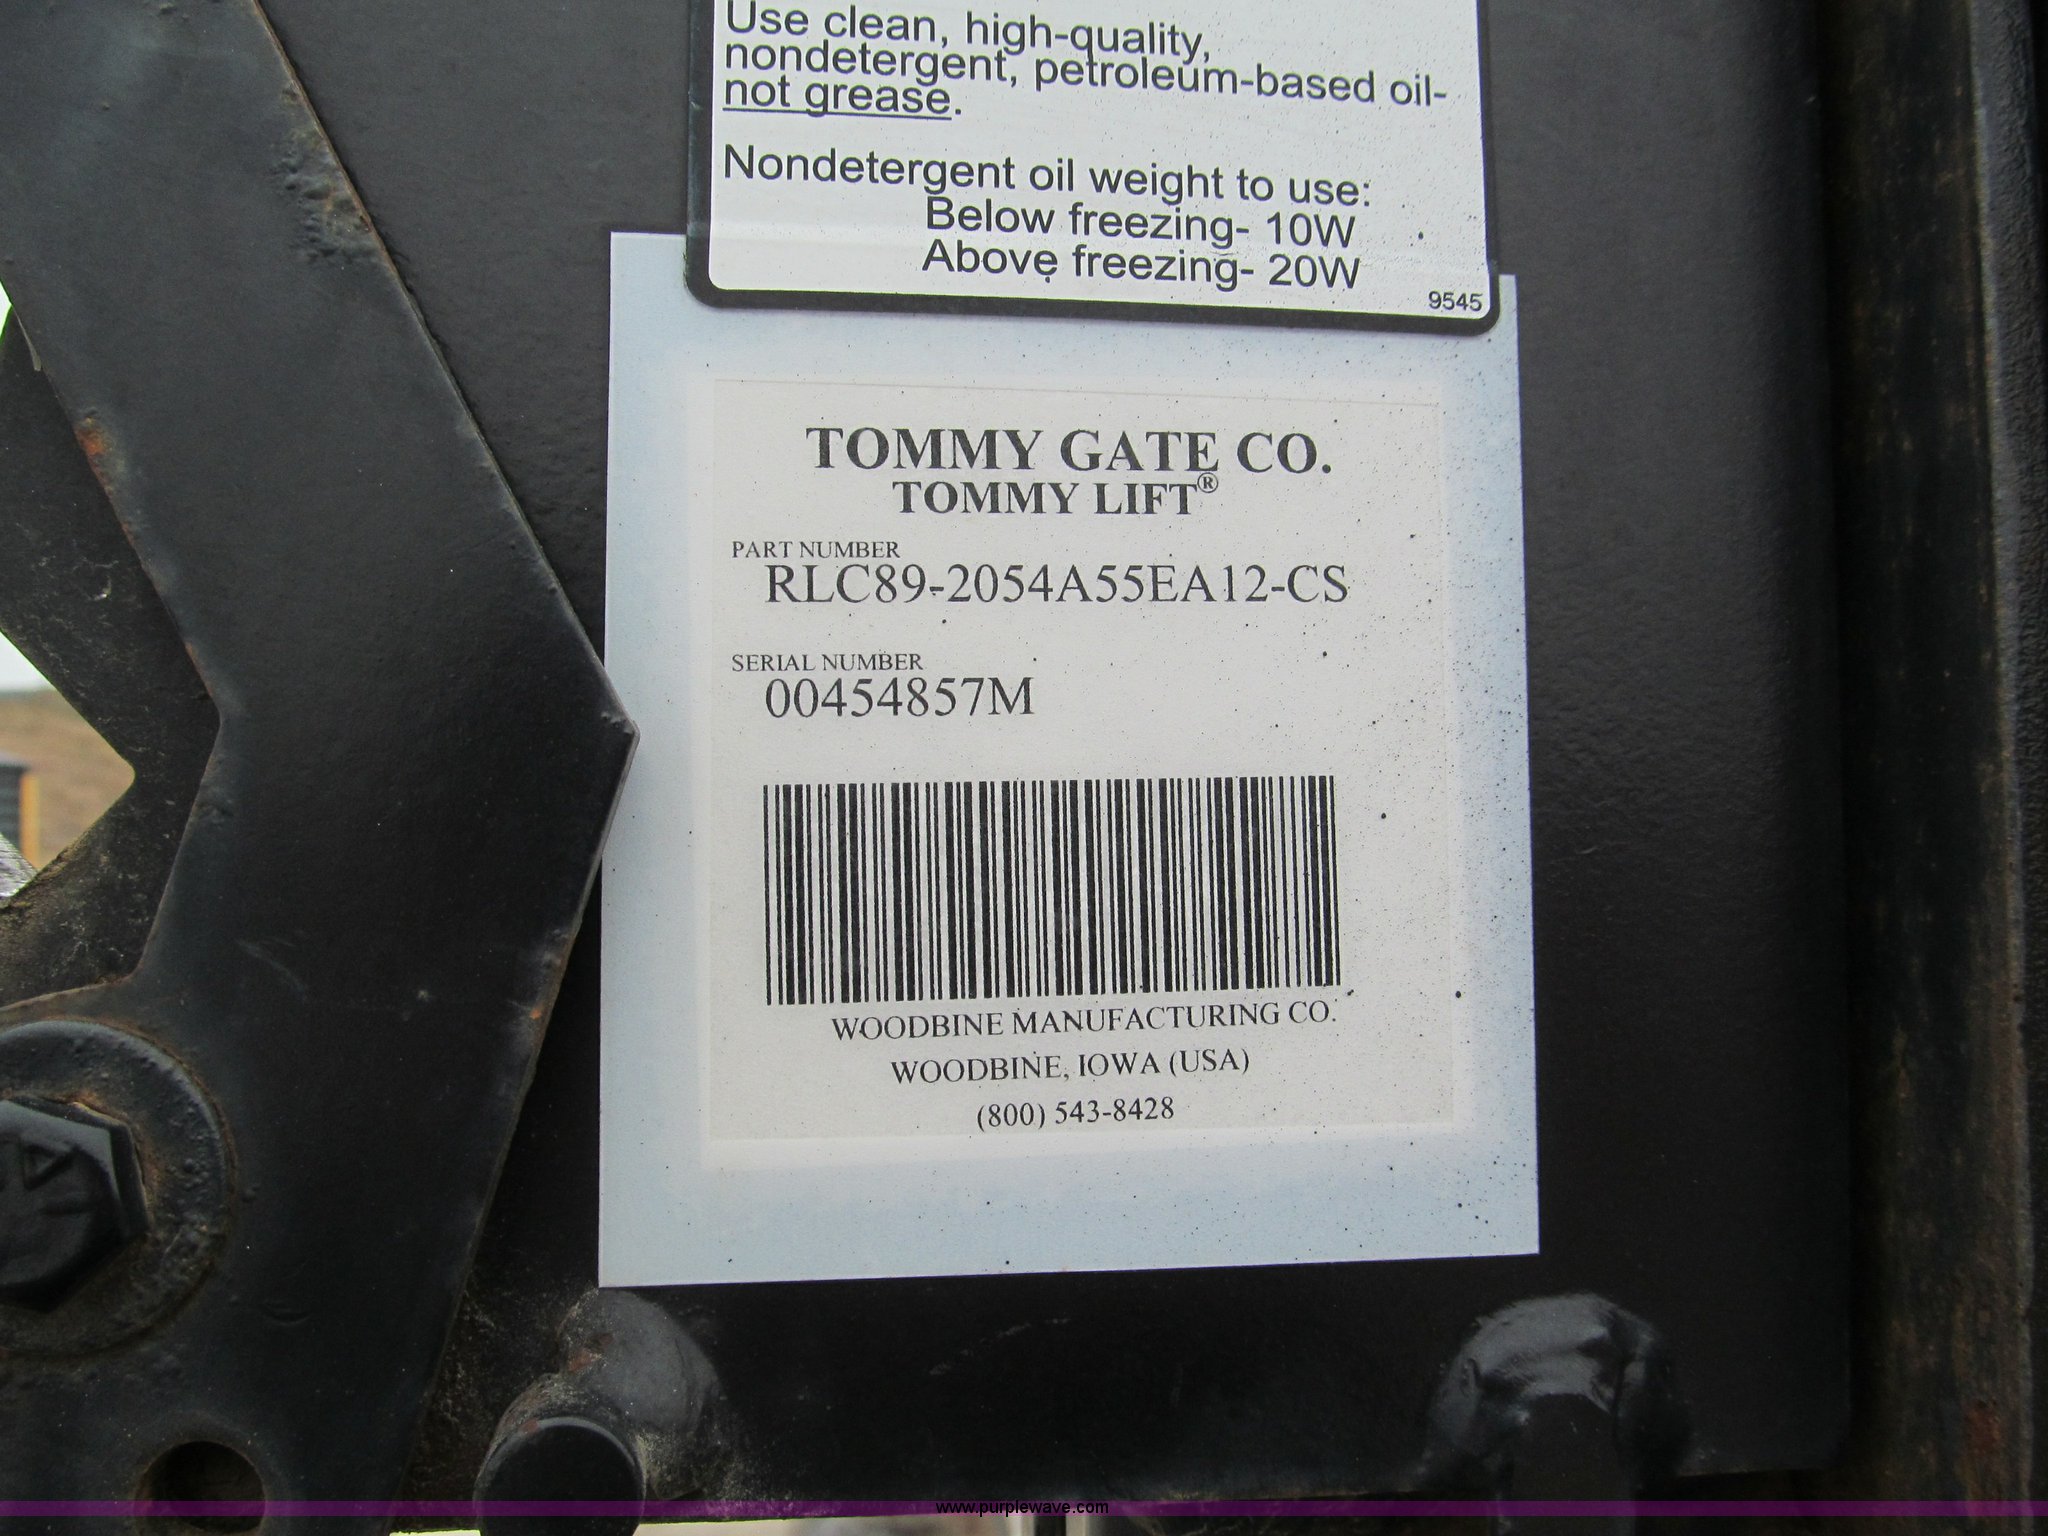 Use clean, high-quality,
nondetergent, petroleum-based oil-
not grease.
Nondetergent oil weight to use:
Below freezing- 10W
Above freezing- 20W
9545
TOMMY GATE CO.
TOMMY LIFT®
PART NUMBER
RLC89-2054A55EA12-CS
SERIAL NUMBER
00454857M
WOODBINE MANUFACTURING CO.
WOODBINE, IOWA (USA)
(800) 543-8428
www.purplewave.com